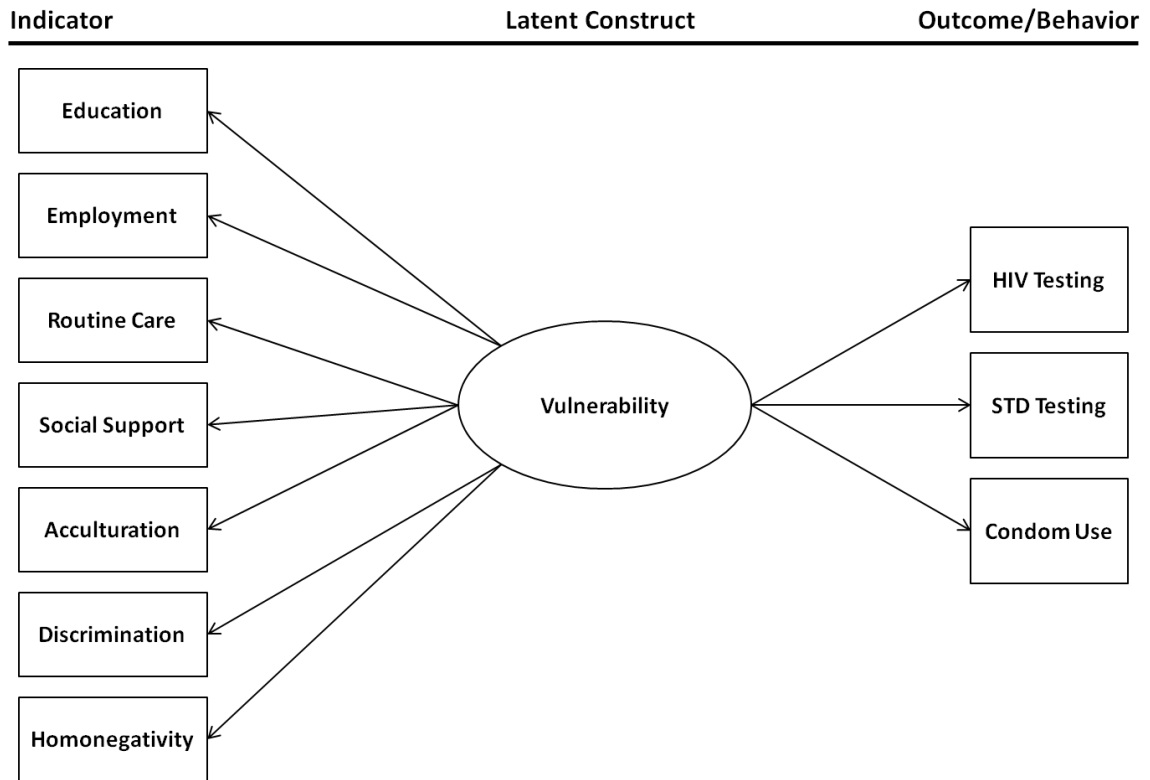 Indicator
Latent Construct
Outcome/Behavior
Education
Employment
Routine Care
Social Support
Acculturation
Discrimination
Homonegativity
Vulnerability
HIV Testing
STD Testing
Condom Use